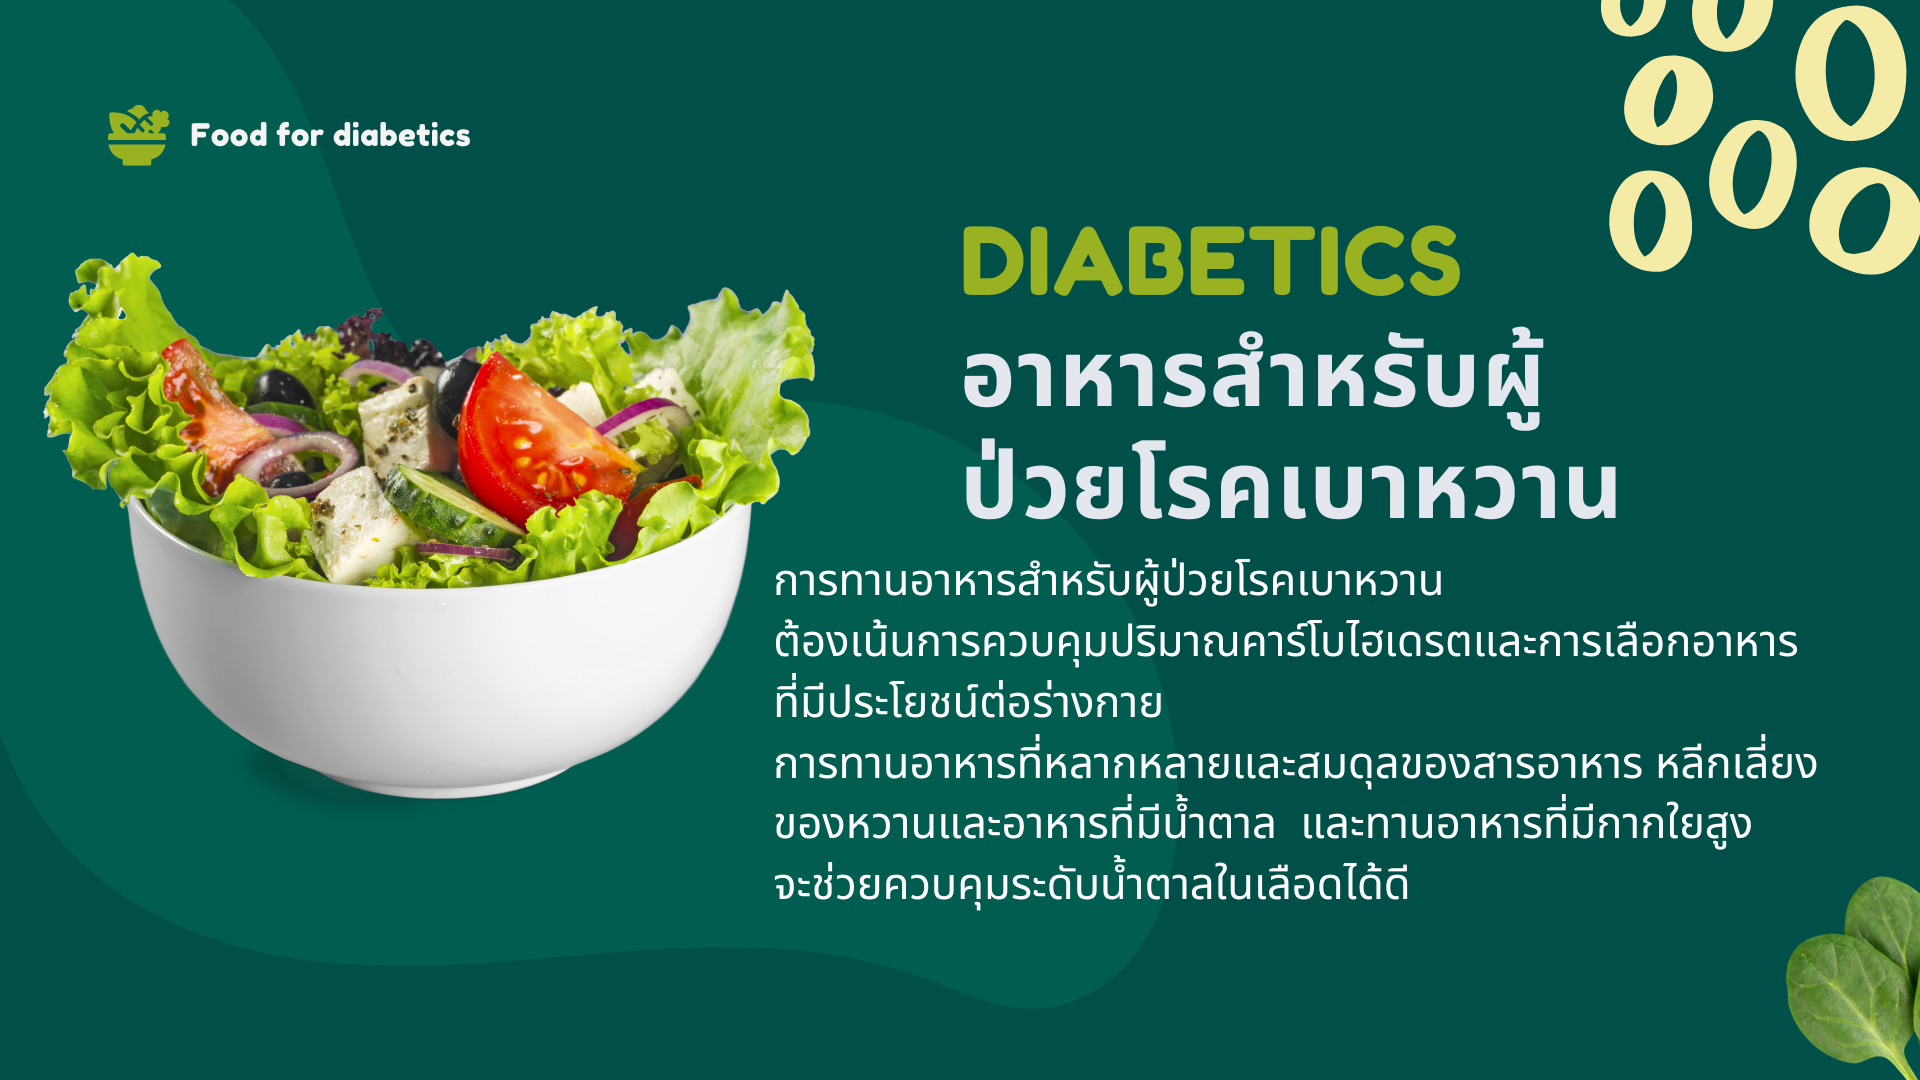 Food for diabetics
DIABETICS
อาหารสำหรับผู้
ป่วยโรคเบาหวาน
การทานอาหารสำหรับผู้ป่วยโรคเบาหวาน
ต้องเน้นการควบคุมปริมาณคาร์โบไฮเดรตและการเลือกอาหาร
ที่มีประโยชน์ต่อร่างกาย
การทานอาหารที่หลากหลายและสมดุลของสารอาหาร หลีกเลี่ยง
ของหวานและอาหารที่มีน้ำตาล  และทานอาหารที่มีกากใยสูง
จะช่วยควบคุมระดับน้ำตาลในเลือดได้ดี